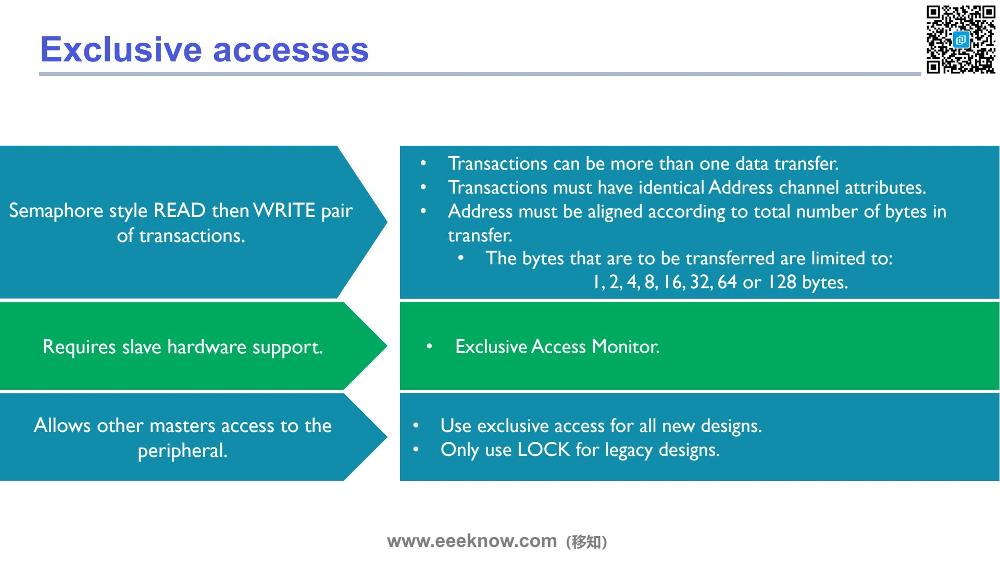 Exclusive accesses
Semaphore style READ then WRITE pair
of transactions.
• Transactions can be more than one data transfer.
• Transactions must have identical Address channel attributes.
• Address must be aligned according to total number of bytes in
transfer.
• The bytes that are to be transferred are limited to:
1, 2, 4, 8, 16, 32, 64 or 128 bytes.
Requires slave hardware support.
• Exclusive Access Monitor.
Allows other masters access to the
peripheral.
• Use exclusive access for all new designs.
• Only use LOCK for legacy designs.
www.eeeknow.com (移知)